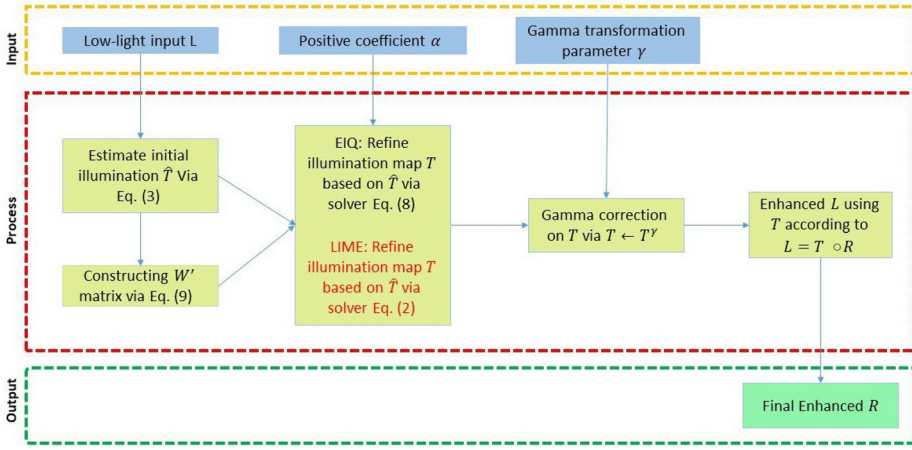 Input
Low-light input L
Positive coefficient α
Gamma transformation
parameter γ
Process
Estimate initial
illumination T̂ Via
Eq. (3)
Constructing W′
matrix via Eq. (9)
EIQ: Refine
illumination map T
based on T̂ via
solver Eq. (8)
LIME: Refine
illumination map T
based on T̂ via
solver Eq. (2)
Gamma correction
on T via T ← T^γ
Enhanced L using
T according to
L = T ∘ R
Output
Final Enhanced R